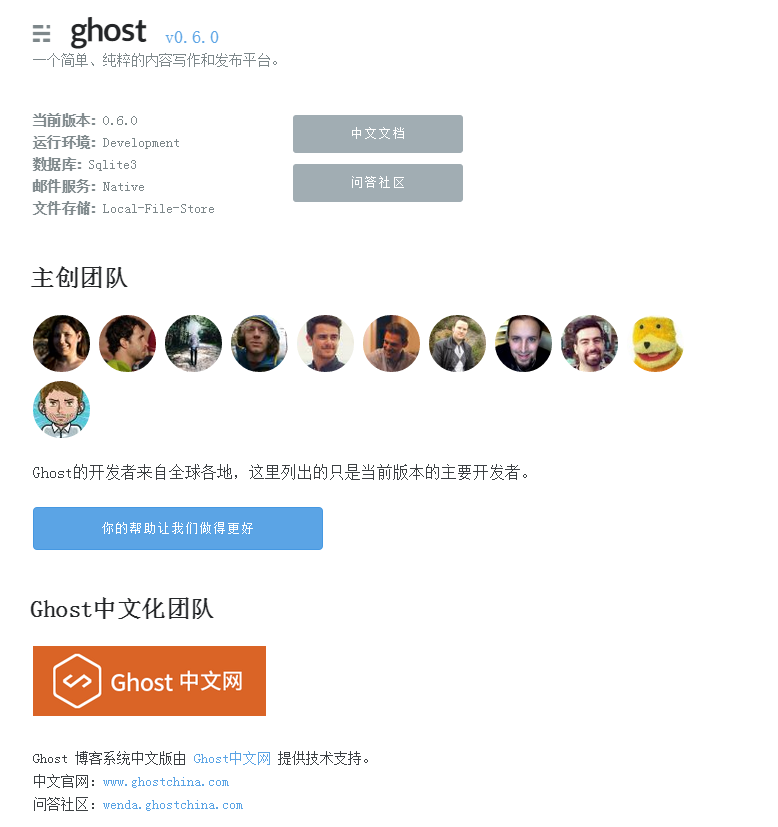 ghost v0.6.0
一个简单、纯粹的内容写作和发布平台。
当前版本: 0.6.0
运行环境: Development
数据库: Sqlite3
邮件服务: Native
文件存储: Local-File-Store
中文文档
问答社区
主创团队
Ghost的开发者来自全球各地，这里列出的只是当前版本的主要开发者。
你的帮助让我们做得更好
Ghost中文化团队
Ghost 中文网
Ghost 博客系统中文版由 Ghost中文网 提供技术支持。
中文官网：www.ghostchina.com
问答社区：wenda.ghostchina.com